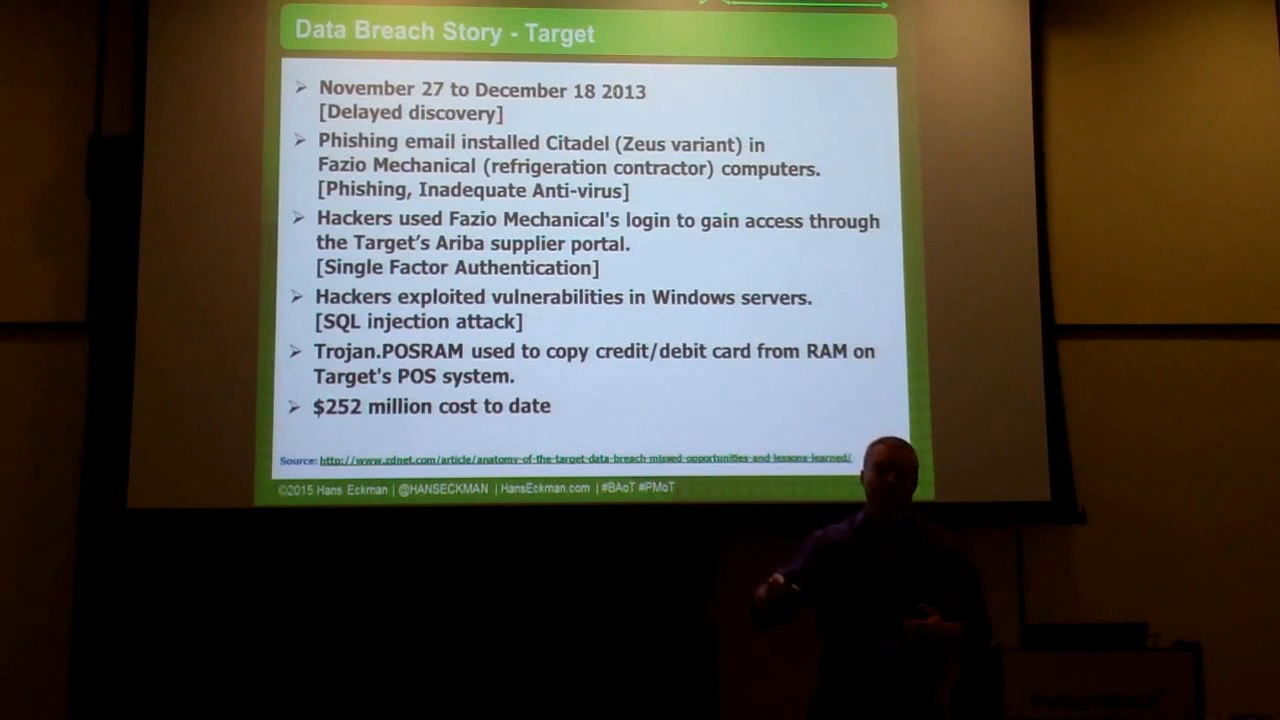 Data Breach Story - Target
➢ November 27 to December 18 2013
[Delayed discovery]
➢ Phishing email installed Citadel (Zeus variant) in
Fazio Mechanical (refrigeration contractor) computers.
[Phishing, Inadequate Anti-virus]
➢ Hackers used Fazio Mechanical's login to gain access through
the Target's Ariba supplier portal.
[Single Factor Authentication]
➢ Hackers exploited vulnerabilities in Windows servers.
[SQL injection attack]
➢ Trojan.POSRAM used to copy credit/debit card from RAM on
Target's POS system.
➢ $252 million cost to date
Source: http://www.zdnet.com/article/anatomy-of-the-target-data-breach-missed-opportunities-and-lessons-learned/
©2015 Hans Eckman | @HANSECKMAN | HansEckman.com | #BAoT #PMoT